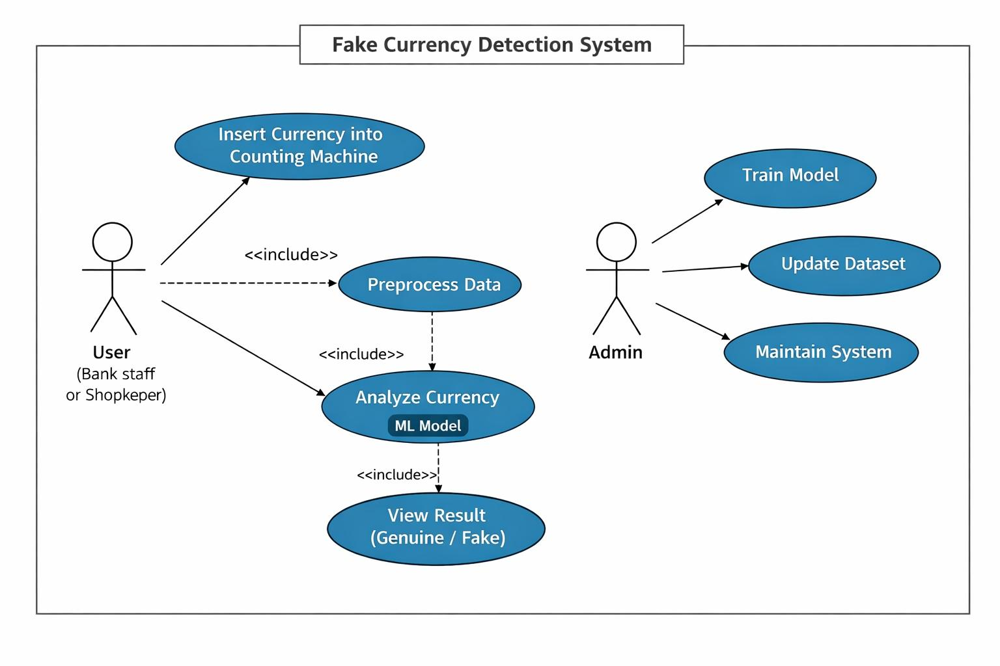 Fake Currency Detection System
Insert Currency into
Counting Machine
Train Model
<<include>>
Preprocess Data
Update Dataset
User
(Bank staff
or Shopkeper)
<<include>>
Admin
Maintain System
Analyze Currency
ML Model
<<include>>
View Result
(Genuine / Fake)